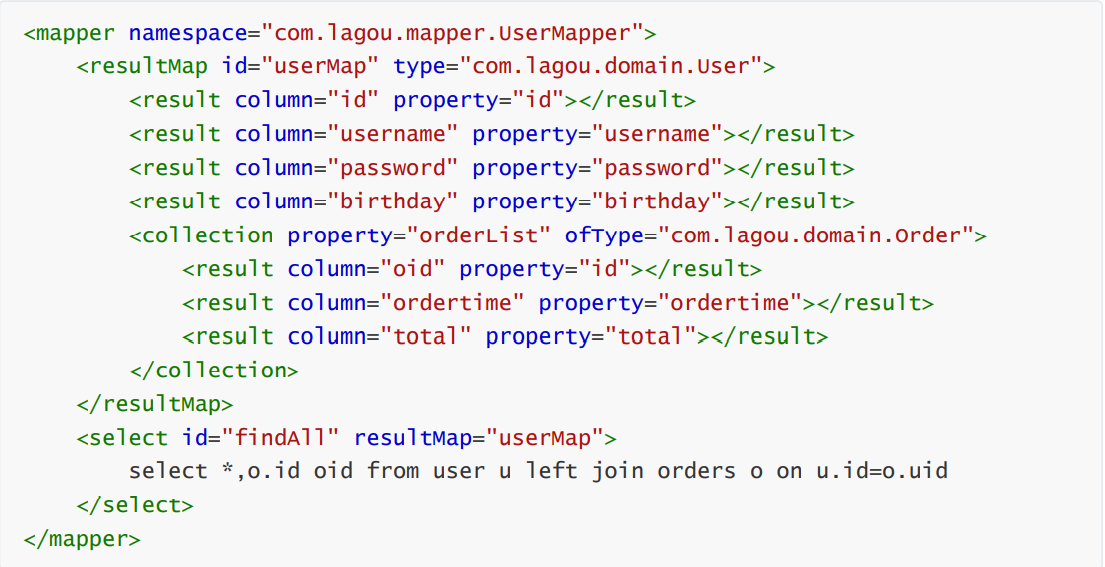 <mapper namespace="com.lagou.mapper.UserMapper">
    <resultMap id="userMap" type="com.lagou.domain.User">
        <result column="id" property="id"></result>
        <result column="username" property="username"></result>
        <result column="password" property="password"></result>
        <result column="birthday" property="birthday"></result>
        <collection property="orderList" ofType="com.lagou.domain.Order">
            <result column="oid" property="id"></result>
            <result column="ordertime" property="ordertime"></result>
            <result column="total" property="total"></result>
        </collection>
    </resultMap>
    <select id="findAll" resultMap="userMap">
        select *,o.id oid from user u left join orders o on u.id=o.uid
    </select>
</mapper>